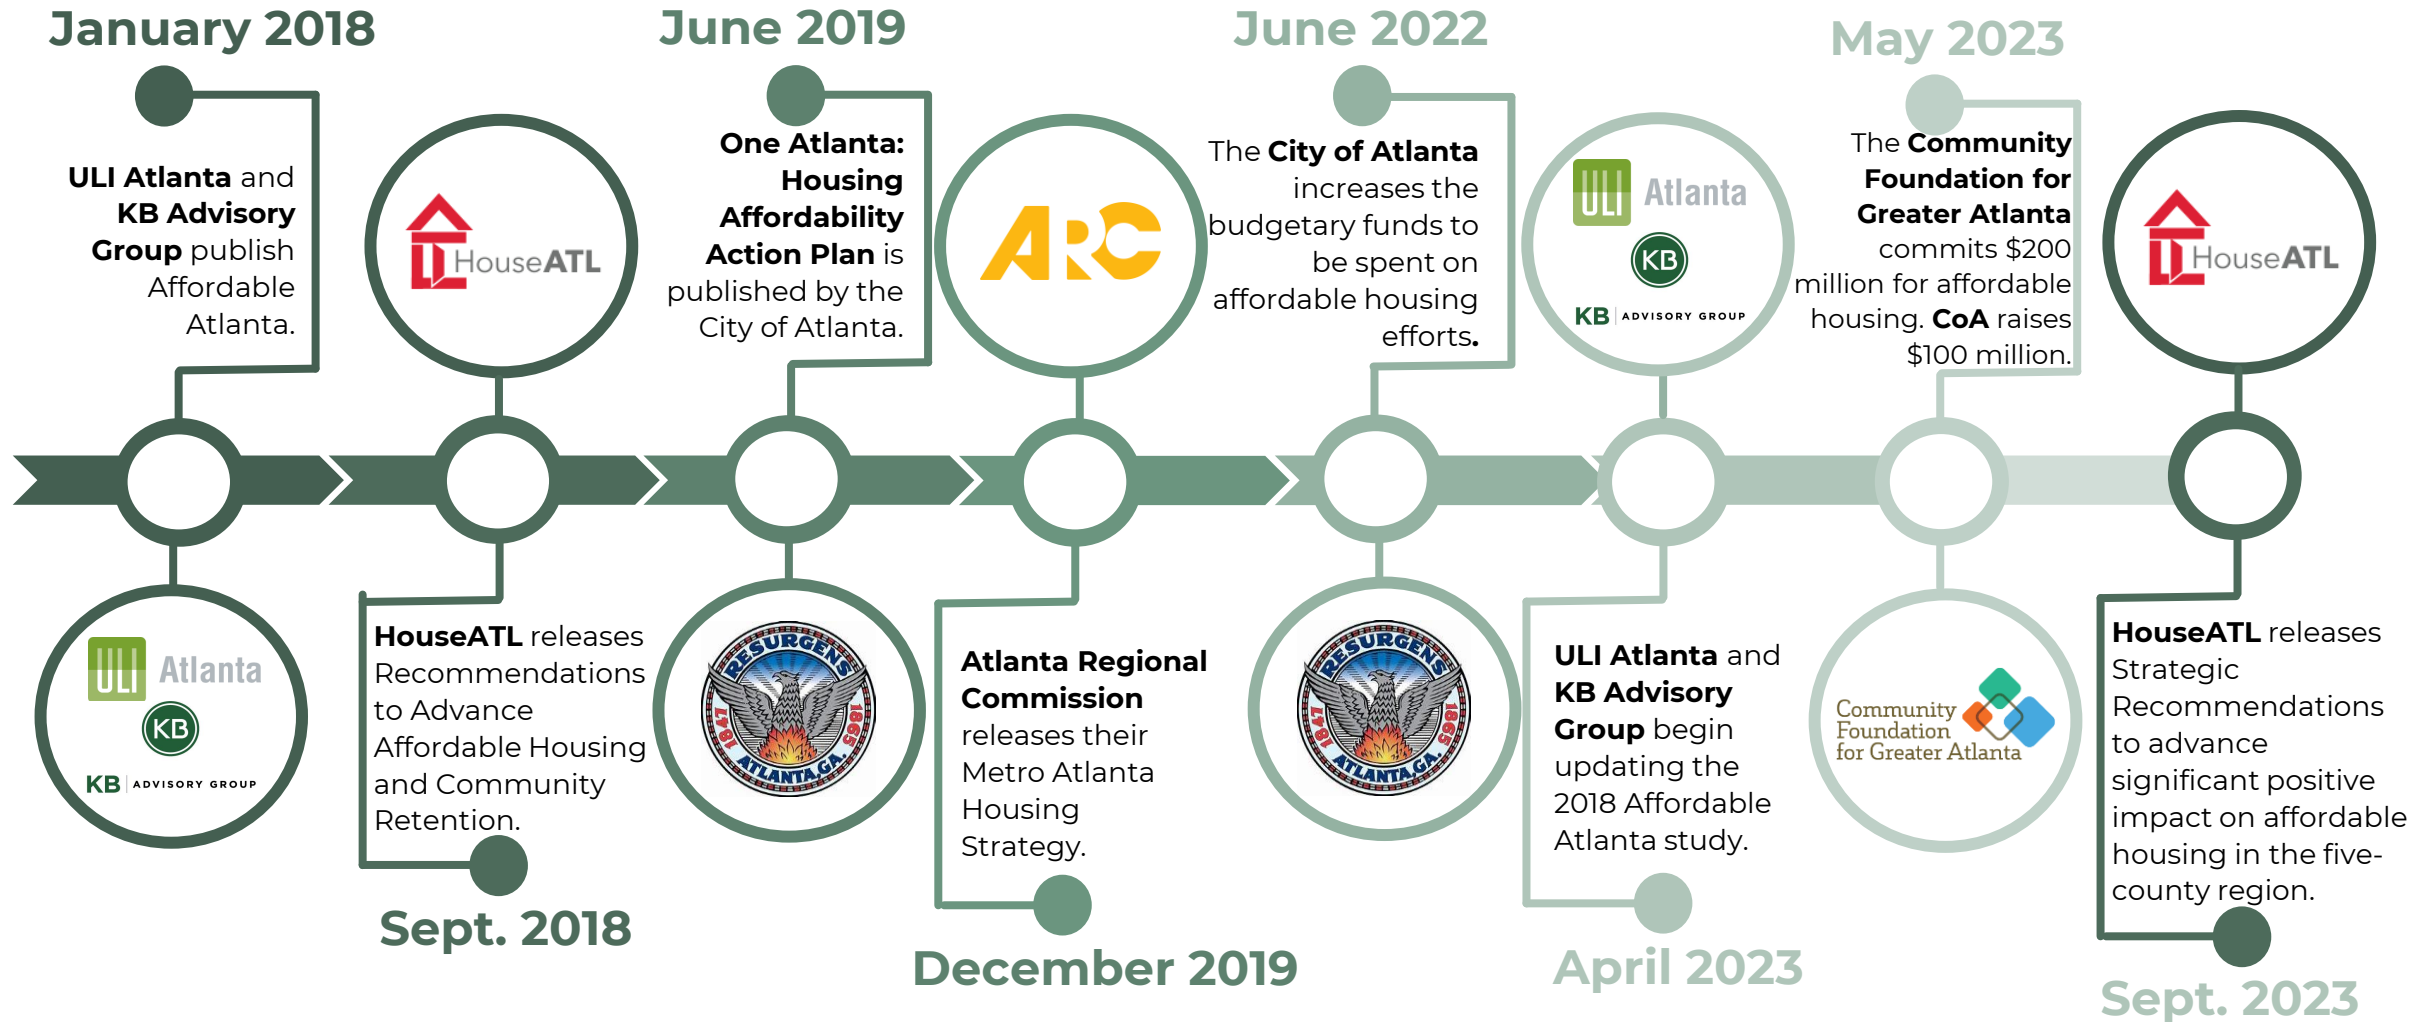 January 2018
ULI Atlanta and
KB Advisory
Group publish
Affordable
Atlanta.
ULI Atlanta
KB
KB ADVISORY GROUP
HouseATL
HouseATL releases
Recommendations
to Advance
Affordable Housing
and Community
Retention.
Sept. 2018
June 2019
One Atlanta:
Housing
Affordability
Action Plan is
published by the
City of Atlanta.
RESURGENS
1847 1865
ATLANTA, GA.
ARC
Atlanta Regional
Commission
releases their
Metro Atlanta
Housing
Strategy.
December 2019
June 2022
The City of Atlanta
increases the
budgetary funds to
be spent on
affordable housing
efforts.
RESURGENS
1847 1865
ATLANTA, GA.
ULI Atlanta
KB
KB ADVISORY GROUP
ULI Atlanta and
KB Advisory
Group begin
updating the
2018 Affordable
Atlanta study.
April 2023
May 2023
The Community
Foundation for
Greater Atlanta
commits $200
million for affordable
housing. CoA raises
$100 million.
Community
Foundation
for Greater Atlanta
HouseATL
HouseATL releases
Strategic
Recommendations
to advance
significant positive
impact on affordable
housing in the five-
county region.
Sept. 2023